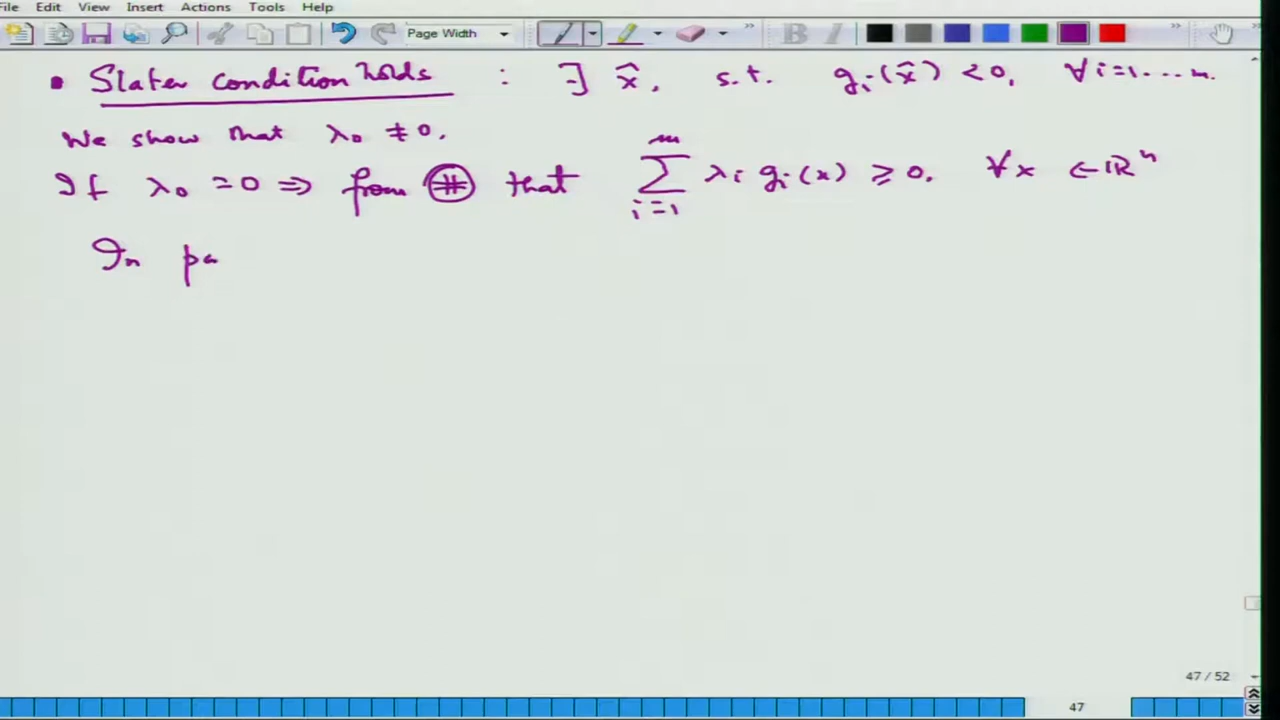 File Edit View Insert Actions Tools Help
Page Width
• Slater condition holds : ∃ x̂, s.t. gᵢ(x̂) < 0, ∀ i=1...m.
We show that λ₀ ≠ 0.
If λ₀ = 0 ⇒ from # that ∑ᵢ₌₁ᵐ λᵢ gᵢ(x) ≥ 0. ∀x ∈ ℝⁿ
In pa
47 / 52
47